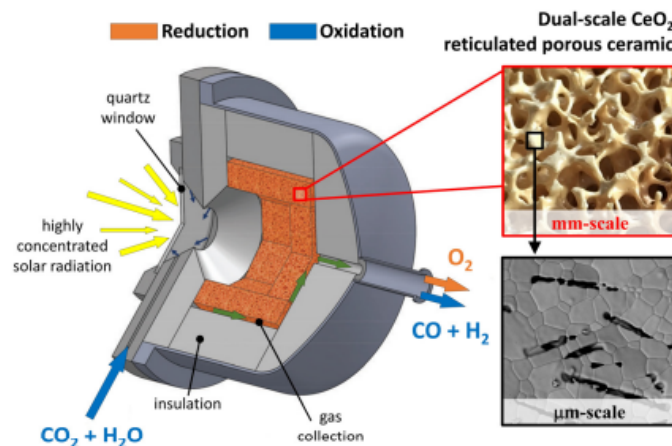 Reduction
Oxidation
Dual-scale CeO₂
reticulated porous ceramic
quartz
window
highly
concentrated
solar radiation
mm-scale
O₂
CO + H₂
insulation
gas
collection
CO₂ + H₂O
μm-scale